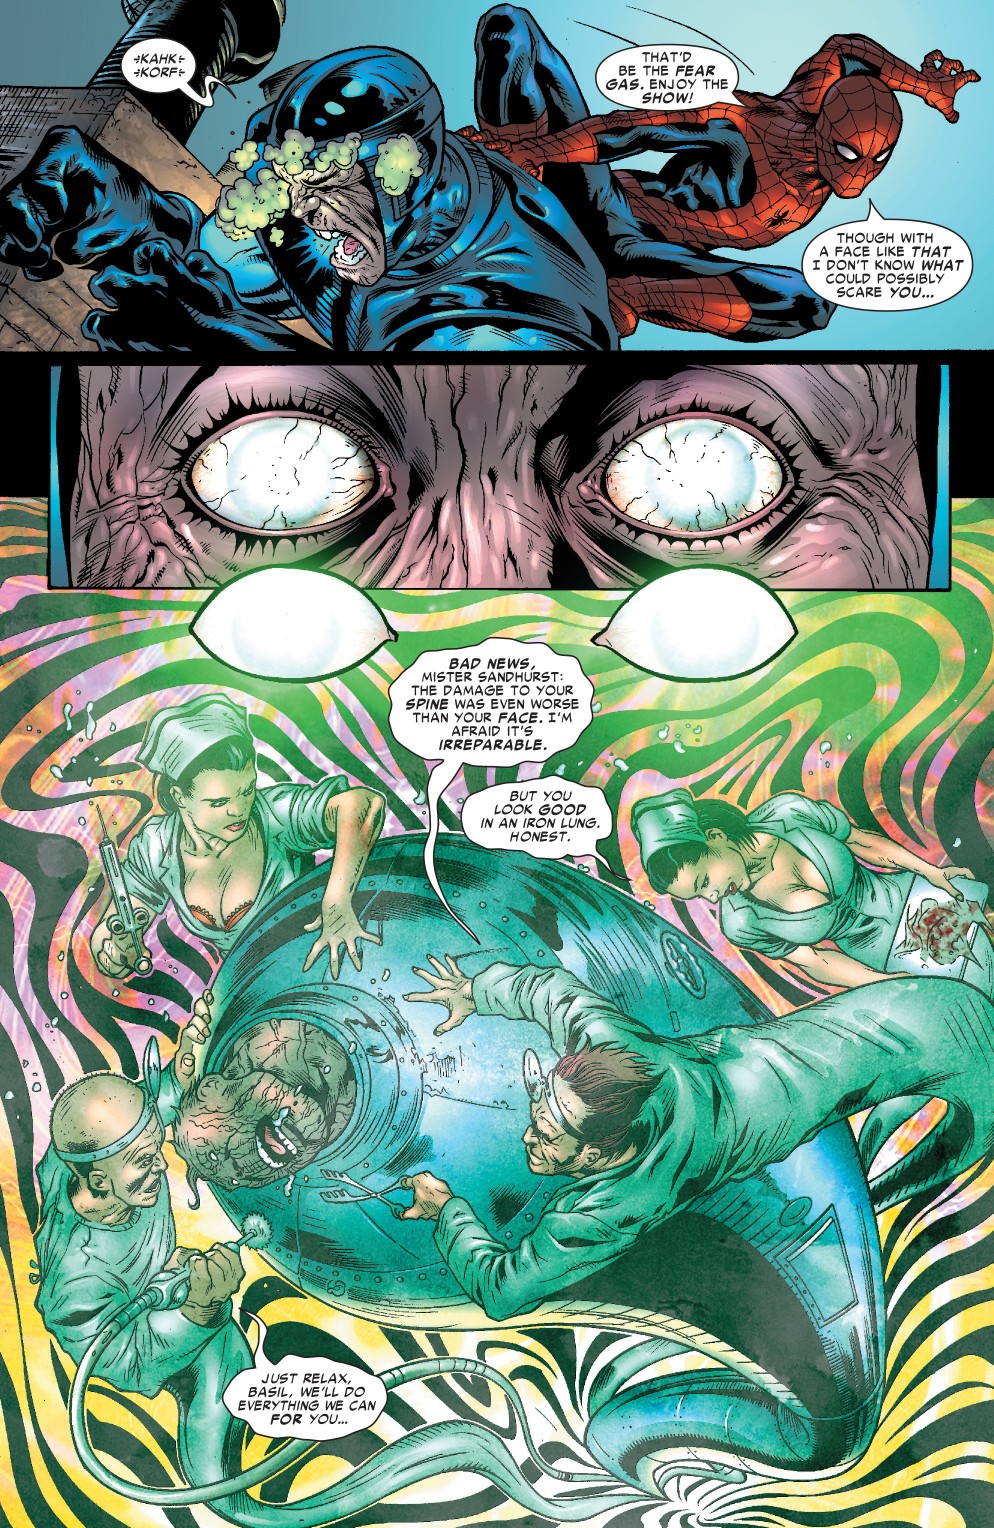 ÷KAHK÷
÷KORF÷
THAT'D
BE THE FEAR
GAS. ENJOY THE
SHOW!
THOUGH WITH
A FACE LIKE THAT
I DON'T KNOW WHAT
COULD POSSIBLY
SCARE YOU...
BAD NEWS,
MISTER SANDHURST:
THE DAMAGE TO YOUR
SPINE WAS EVEN WORSE
THAN YOUR FACE. I'M
AFRAID IT'S
IRREPARABLE.
BUT YOU
LOOK GOOD
IN AN IRON LUNG.
HONEST.
JUST RELAX,
BASIL, WE'LL DO
EVERYTHING WE CAN
FOR YOU...